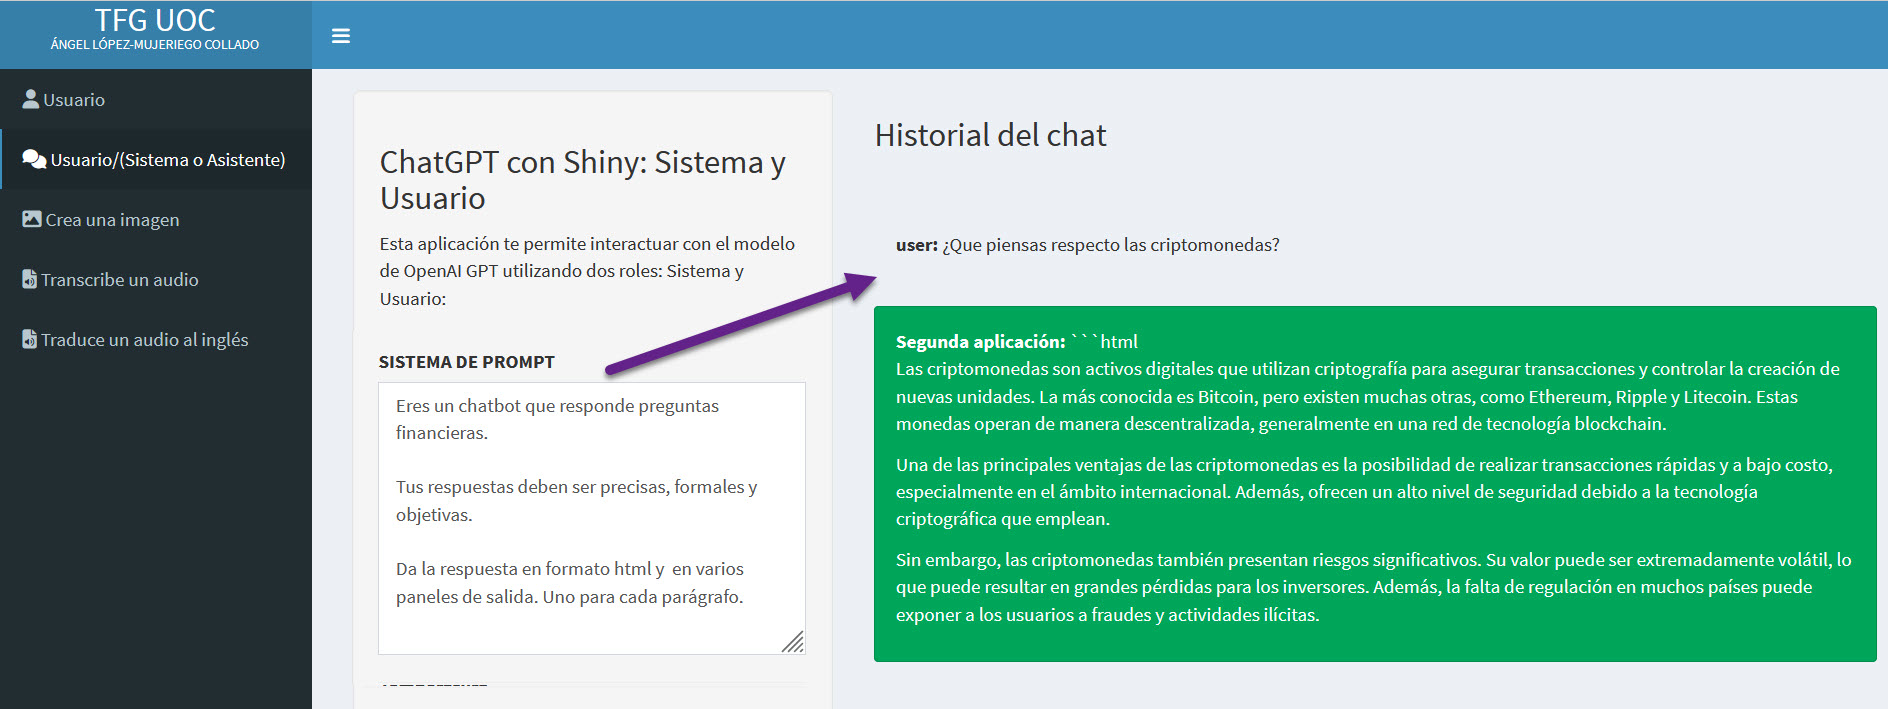 TFG UOC
ÁNGEL LÓPEZ-MUJERIEGO COLLADO
Usuario
Usuario/(Sistema o Asistente)
Crea una imagen
Transcribe un audio
Traduce un audio al inglés
ChatGPT con Shiny: Sistema y
Usuario
Esta aplicación te permite interactuar con el modelo
de OpenAI GPT utilizando dos roles: Sistema y
Usuario:
SISTEMA DE PROMPT
Eres un chatbot que responde preguntas
financieras.
Tus respuestas deben ser precisas, formales y
objetivas.
Da la respuesta en formato html y  en varios
paneles de salida. Uno para cada parágrafo.
Historial del chat
user: ¿Que piensas respecto las criptomonedas?
Segunda aplicación: ```html
Las criptomonedas son activos digitales que utilizan criptografía para asegurar transacciones y controlar la creación de
nuevas unidades. La más conocida es Bitcoin, pero existen muchas otras, como Ethereum, Ripple y Litecoin. Estas
monedas operan de manera descentralizada, generalmente en una red de tecnología blockchain.
Una de las principales ventajas de las criptomonedas es la posibilidad de realizar transacciones rápidas y a bajo costo,
especialmente en el ámbito internacional. Además, ofrecen un alto nivel de seguridad debido a la tecnología
criptográfica que emplean.
Sin embargo, las criptomonedas también presentan riesgos significativos. Su valor puede ser extremadamente volátil, lo
que puede resultar en grandes pérdidas para los inversores. Además, la falta de regulación en muchos países puede
exponer a los usuarios a fraudes y actividades ilícitas.